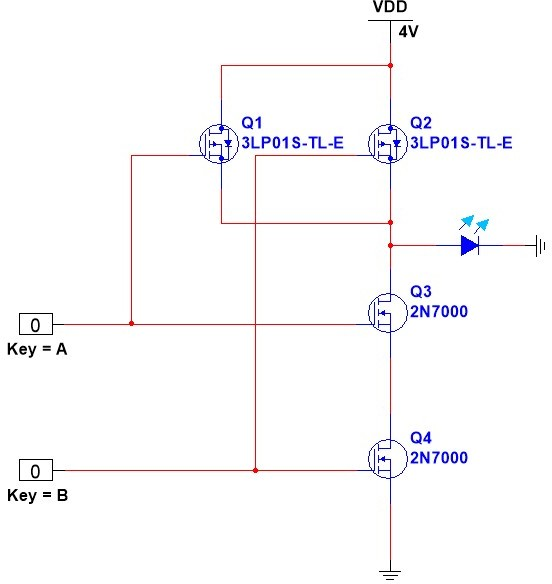 VDD
4V
Q1
3LP01S-TL-E
Q2
3LP01S-TL-E
Q3
2N7000
0
Key = A
Q4
2N7000
0
Key = B